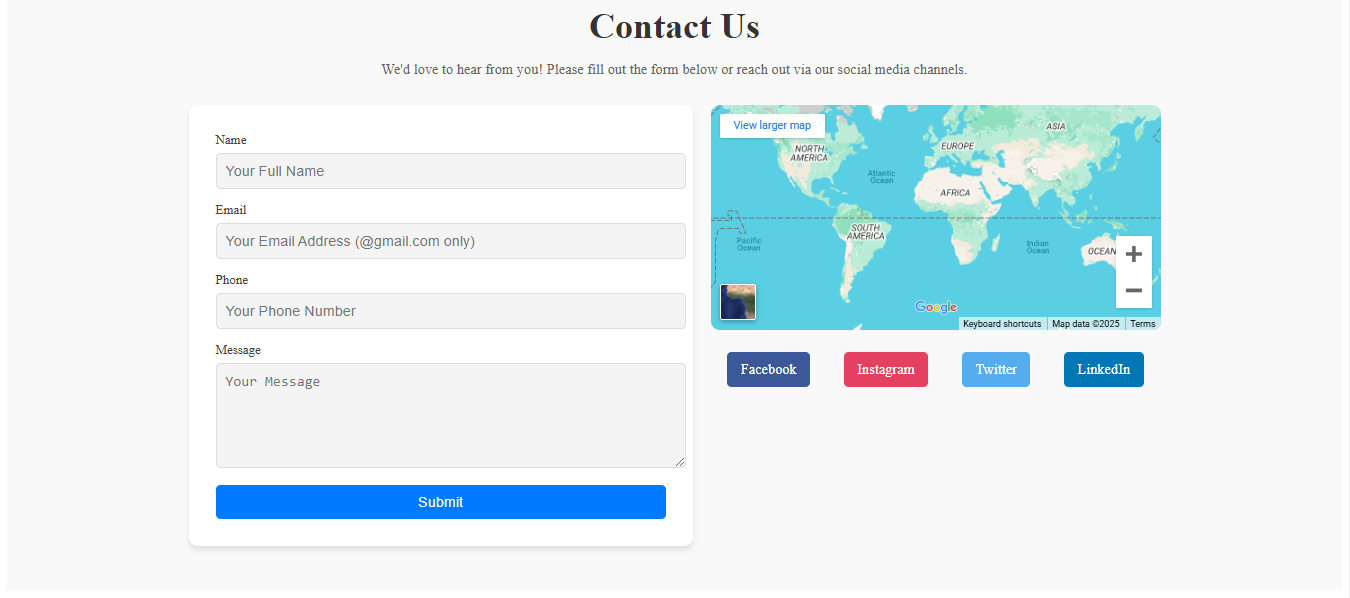 Contact Us
We'd love to hear from you! Please fill out the form below or reach out via our social media channels.
Name
Your Full Name
Email
Your Email Address (@gmail.com only)
Phone
Your Phone Number
Message
Your Message
Submit
View larger map
ASIA
NORTH
AMERICA
EUROPE
Atlantic
Ocean
AFRICA
SOUTH
AMERICA
Pacific
Ocean
Indian
Ocean
OCEAN
Google
Keyboard shortcuts
Map data ©2025
Terms
Facebook
Instagram
Twitter
LinkedIn